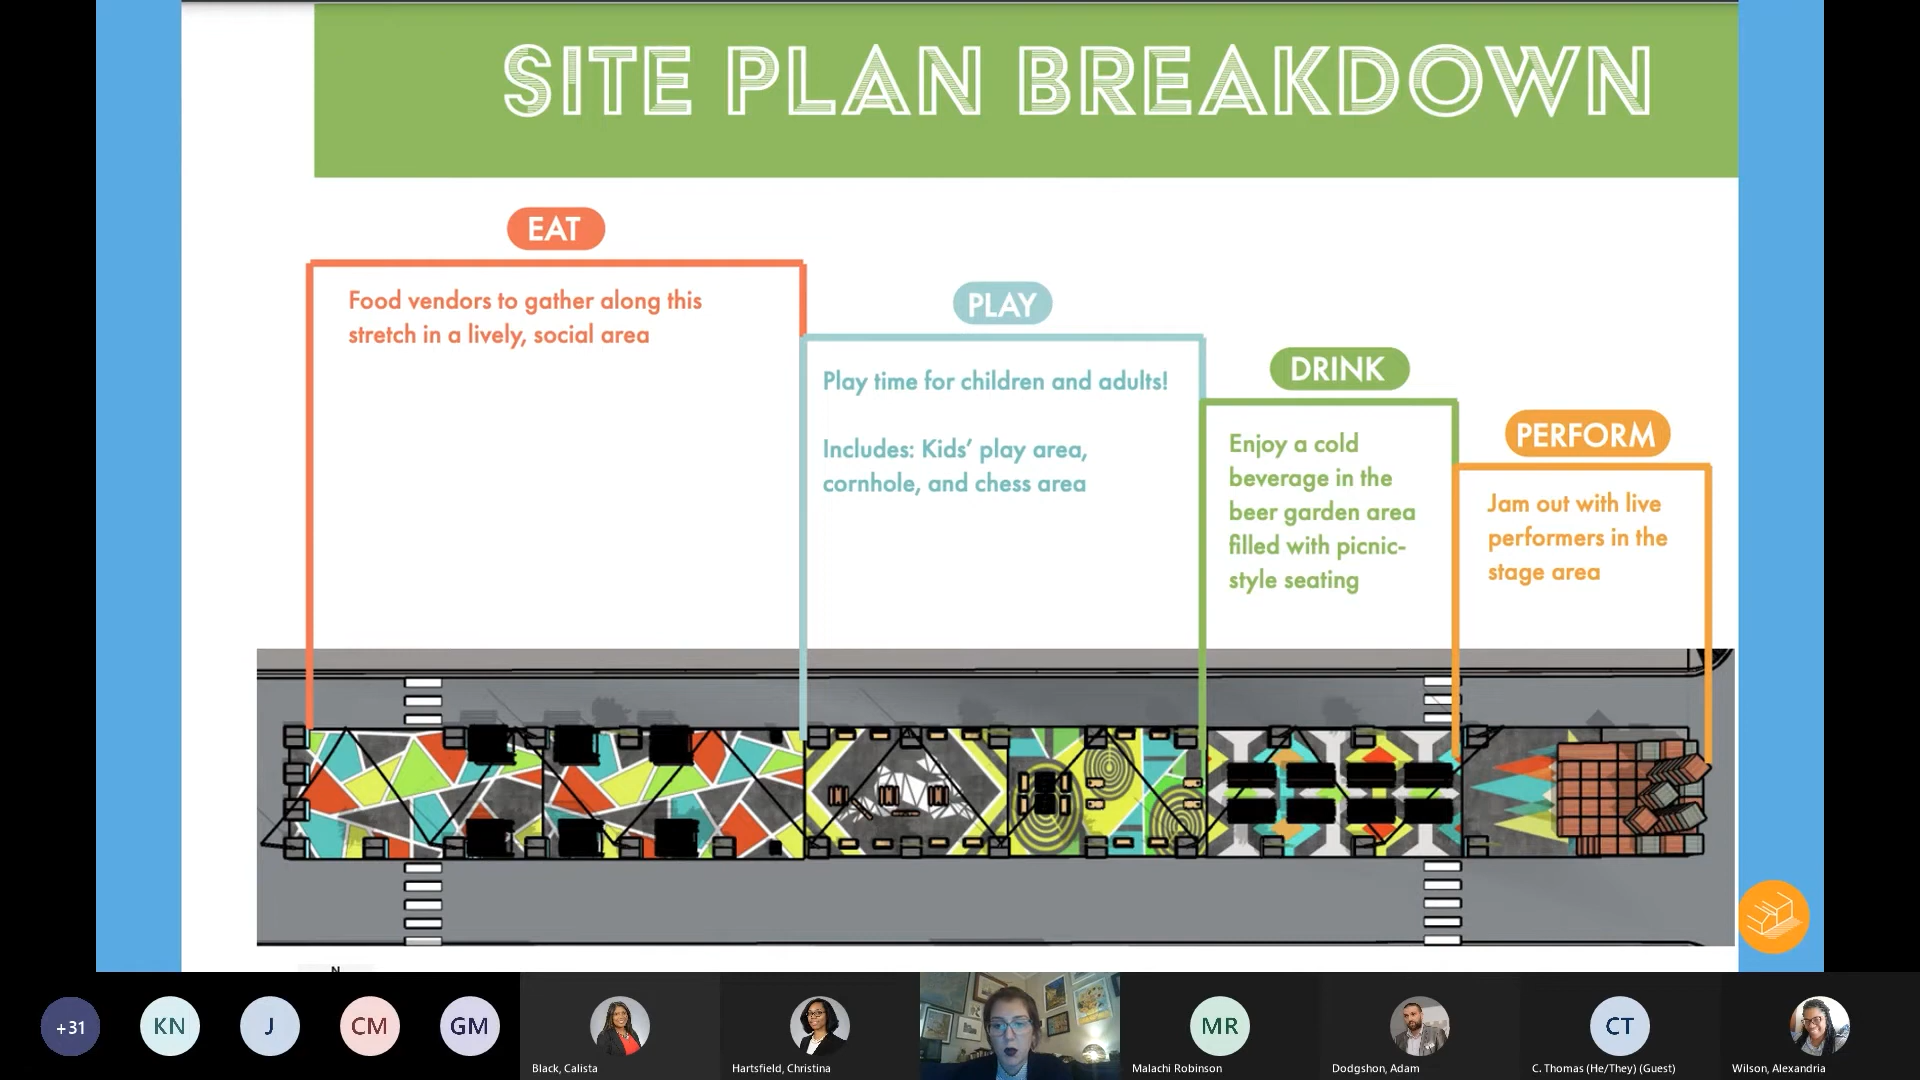 SITE PLAN BREAKDOWN
EAT
Food vendors to gather along this
stretch in a lively, social area
PLAY
Play time for children and adults!
Includes: Kids’ play area,
cornhole, and chess area
DRINK
Enjoy a cold
beverage in the
beer garden area
filled with picnic-
style seating
PERFORM
Jam out with live
performers in the
stage area
N
+31
KN
J
CM
GM
Black, Calista
Hartsfield, Christina
MR
Malachi Robinson
Dodgshon, Adam
CT
C. Thomas (He/They) (Guest)
Wilson, Alexandria